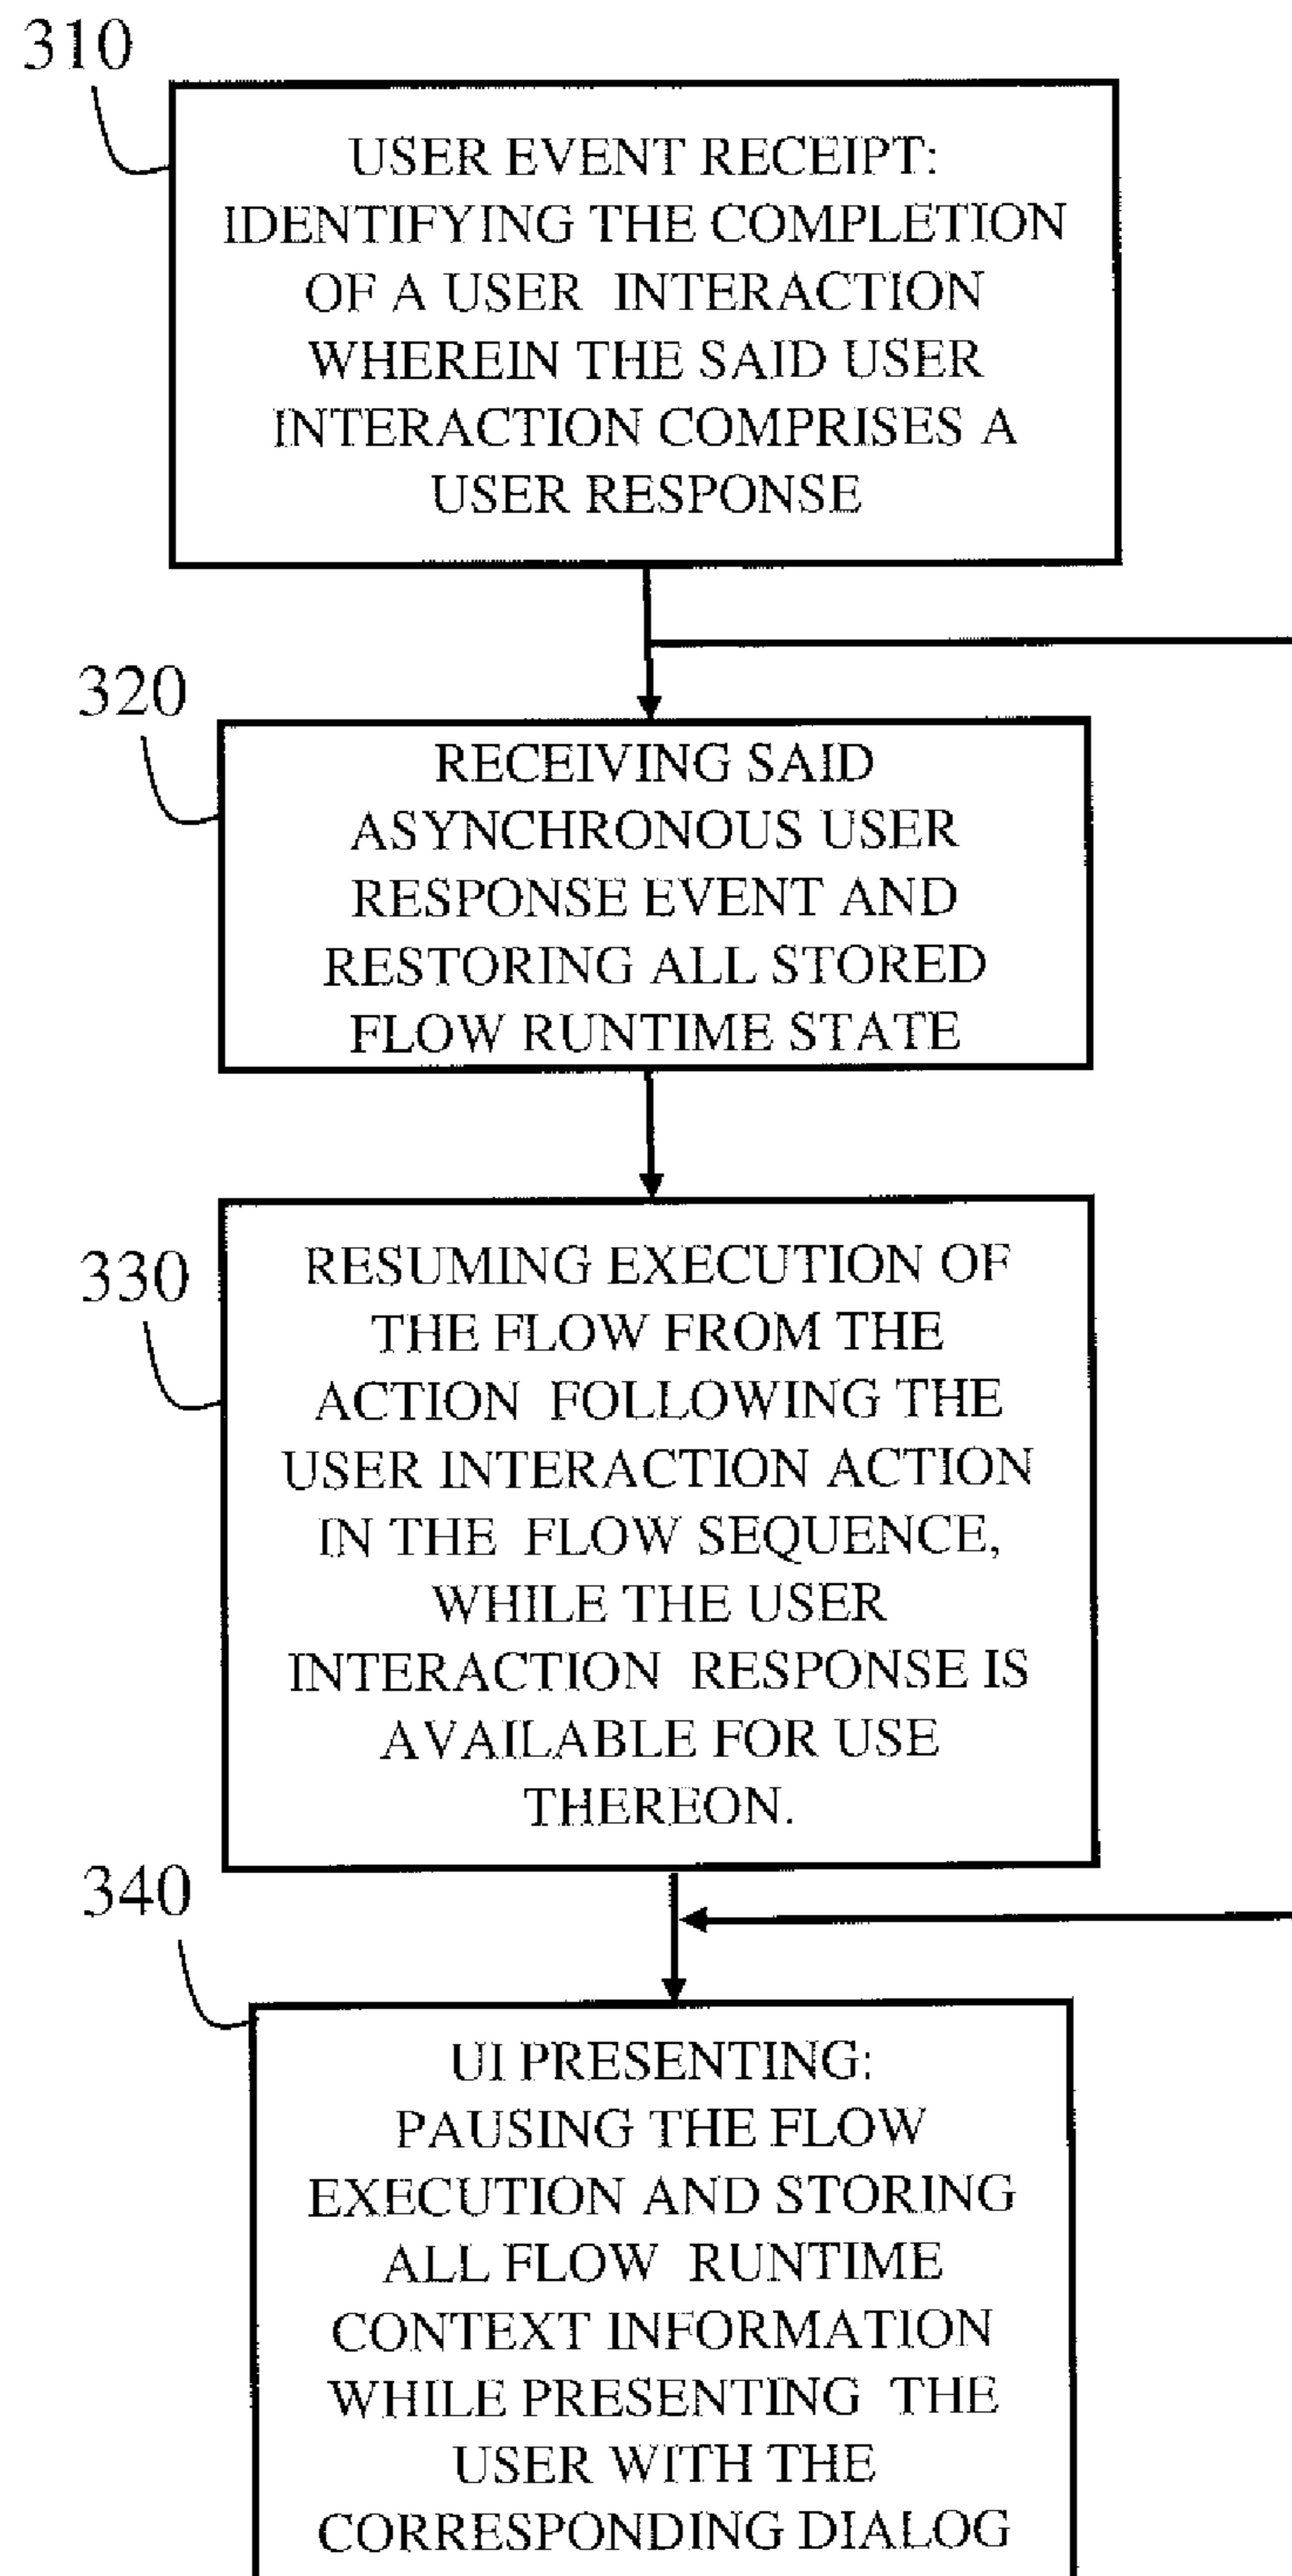 310
USER EVENT RECEIPT:
IDENTIFYING THE COMPLETION
OF A USER INTERACTION
WHEREIN THE SAID USER
INTERACTION COMPRISES A
USER RESPONSE
320
RECEIVING SAID
ASYNCHRONOUS USER
RESPONSE EVENT AND
RESTORING ALL STORED
FLOW RUNTIME STATE
330
RESUMING EXECUTION OF
THE FLOW FROM THE
ACTION FOLLOWING THE
USER INTERACTION ACTION
IN THE FLOW SEQUENCE,
WHILE THE USER
INTERACTION RESPONSE IS
AVAILABLE FOR USE
THEREON.
340
UI PRESENTING:
PAUSING THE FLOW
EXECUTION AND STORING
ALL FLOW RUNTIME
CONTEXT INFORMATION
WHILE PRESENTING THE
USER WITH THE
CORRESPONDING DIALOG